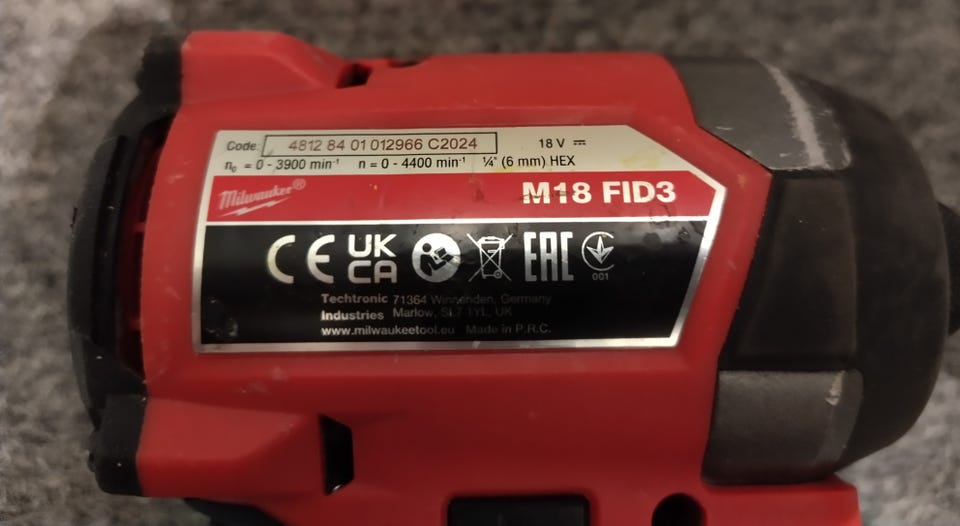 Code: 4812 84 01 012966 C2024 18 V ⎓
n₀ = 0 - 3900 min⁻¹ n = 0 - 4400 min⁻¹ ¼" (6 mm) HEX
Milwaukee®
M18 FID3
CE UK CA EAC 001
Techtronic 71364 Winnenden, Germany
Industries Marlow, SL7 1YL, UK
www.milwaukeetool.eu Made in P.R.C.